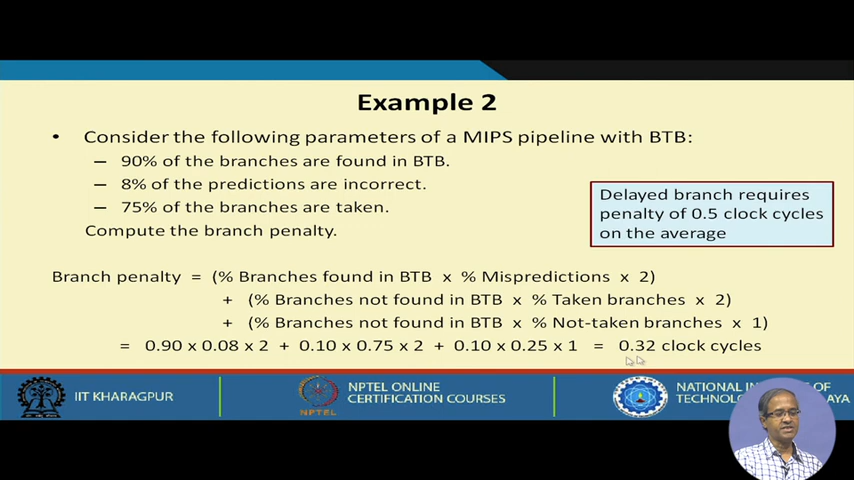 Example 2
• Consider the following parameters of a MIPS pipeline with BTB:
– 90% of the branches are found in BTB.
– 8% of the predictions are incorrect.
– 75% of the branches are taken.
Compute the branch penalty.
Delayed branch requires
penalty of 0.5 clock cycles
on the average
Branch penalty = (% Branches found in BTB x % Mispredictions x 2)
+ (% Branches not found in BTB x % Taken branches x 2)
+ (% Branches not found in BTB x % Not-taken branches x 1)
= 0.90 x 0.08 x 2 + 0.10 x 0.75 x 2 + 0.10 x 0.25 x 1 = 0.32 clock cycles
IIT KHARAGPUR
NPTEL
NPTEL ONLINE
CERTIFICATION COURSES
NATIONAL OF